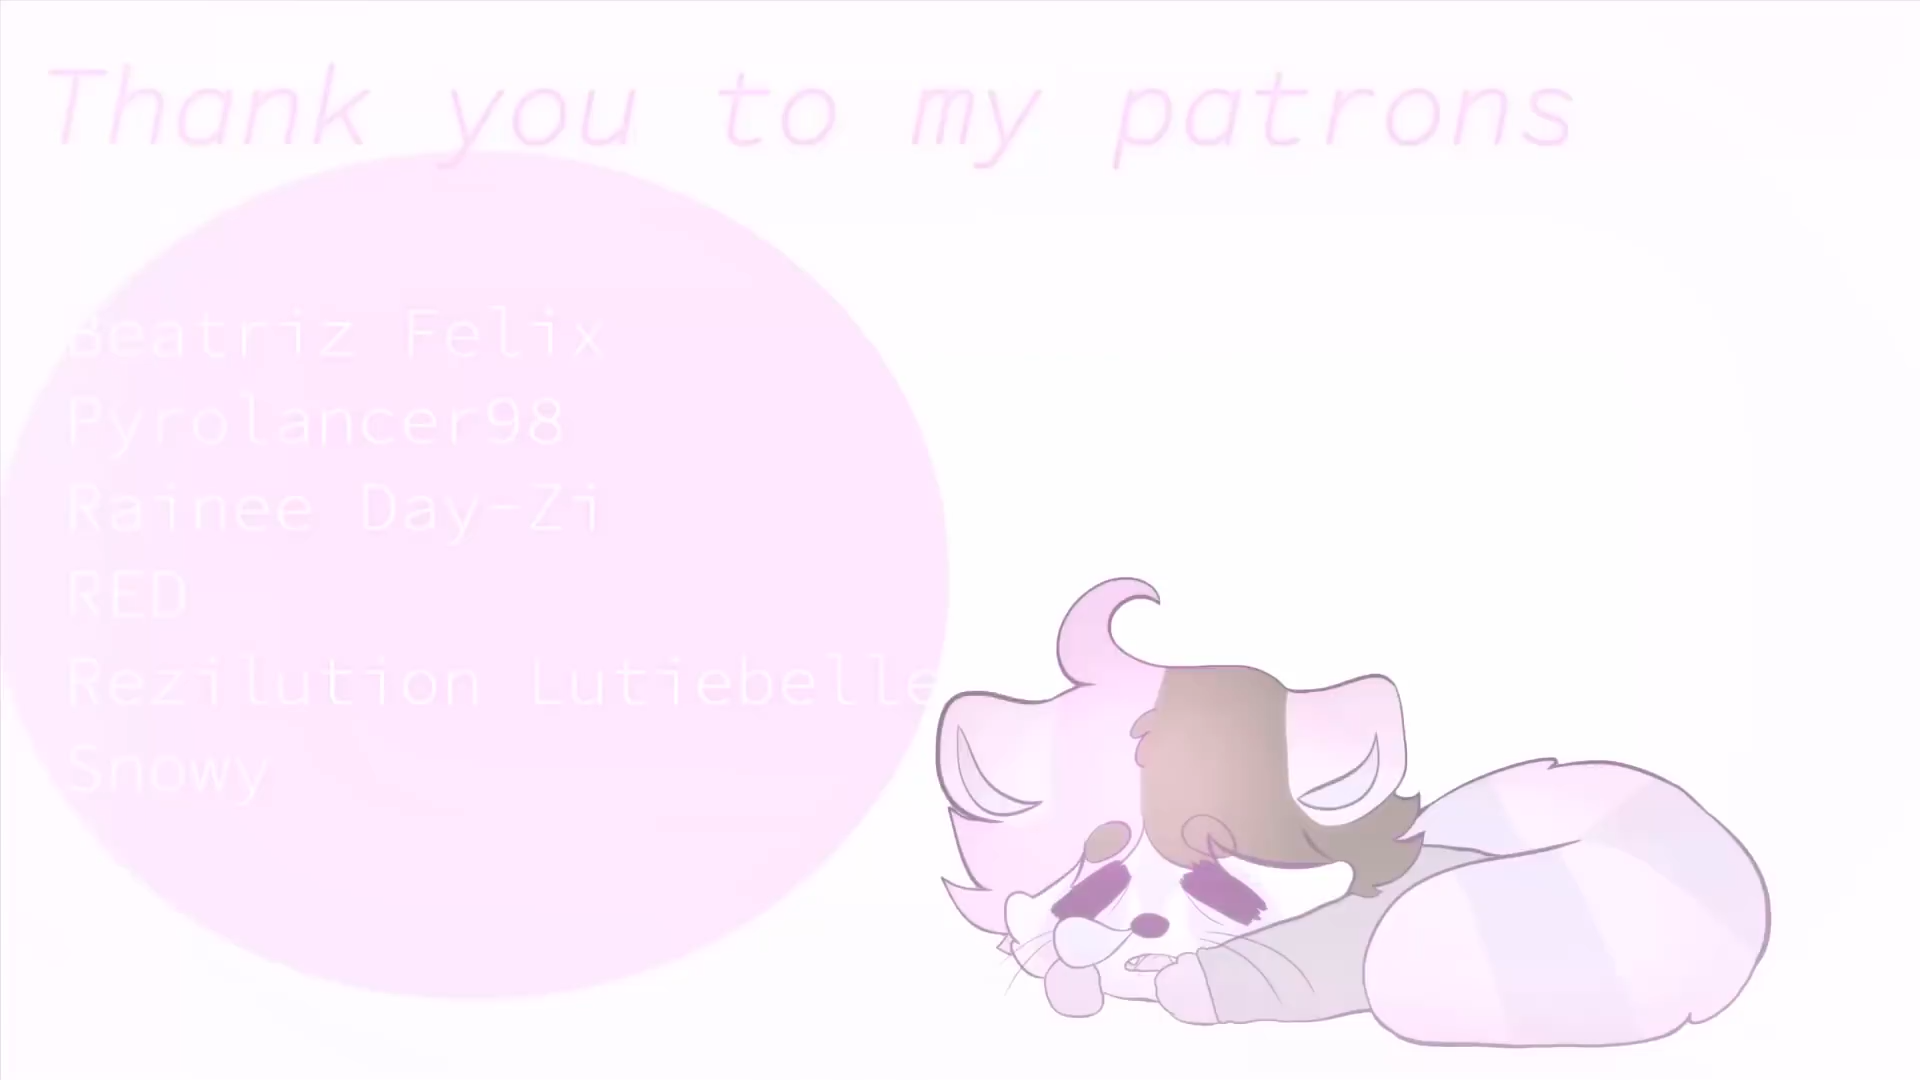 Thank you to my patrons
Beatriz Felix
Pyrolancer98
Rainee Day-Zi
RED
Rezilution Lutiebelle
Snowy